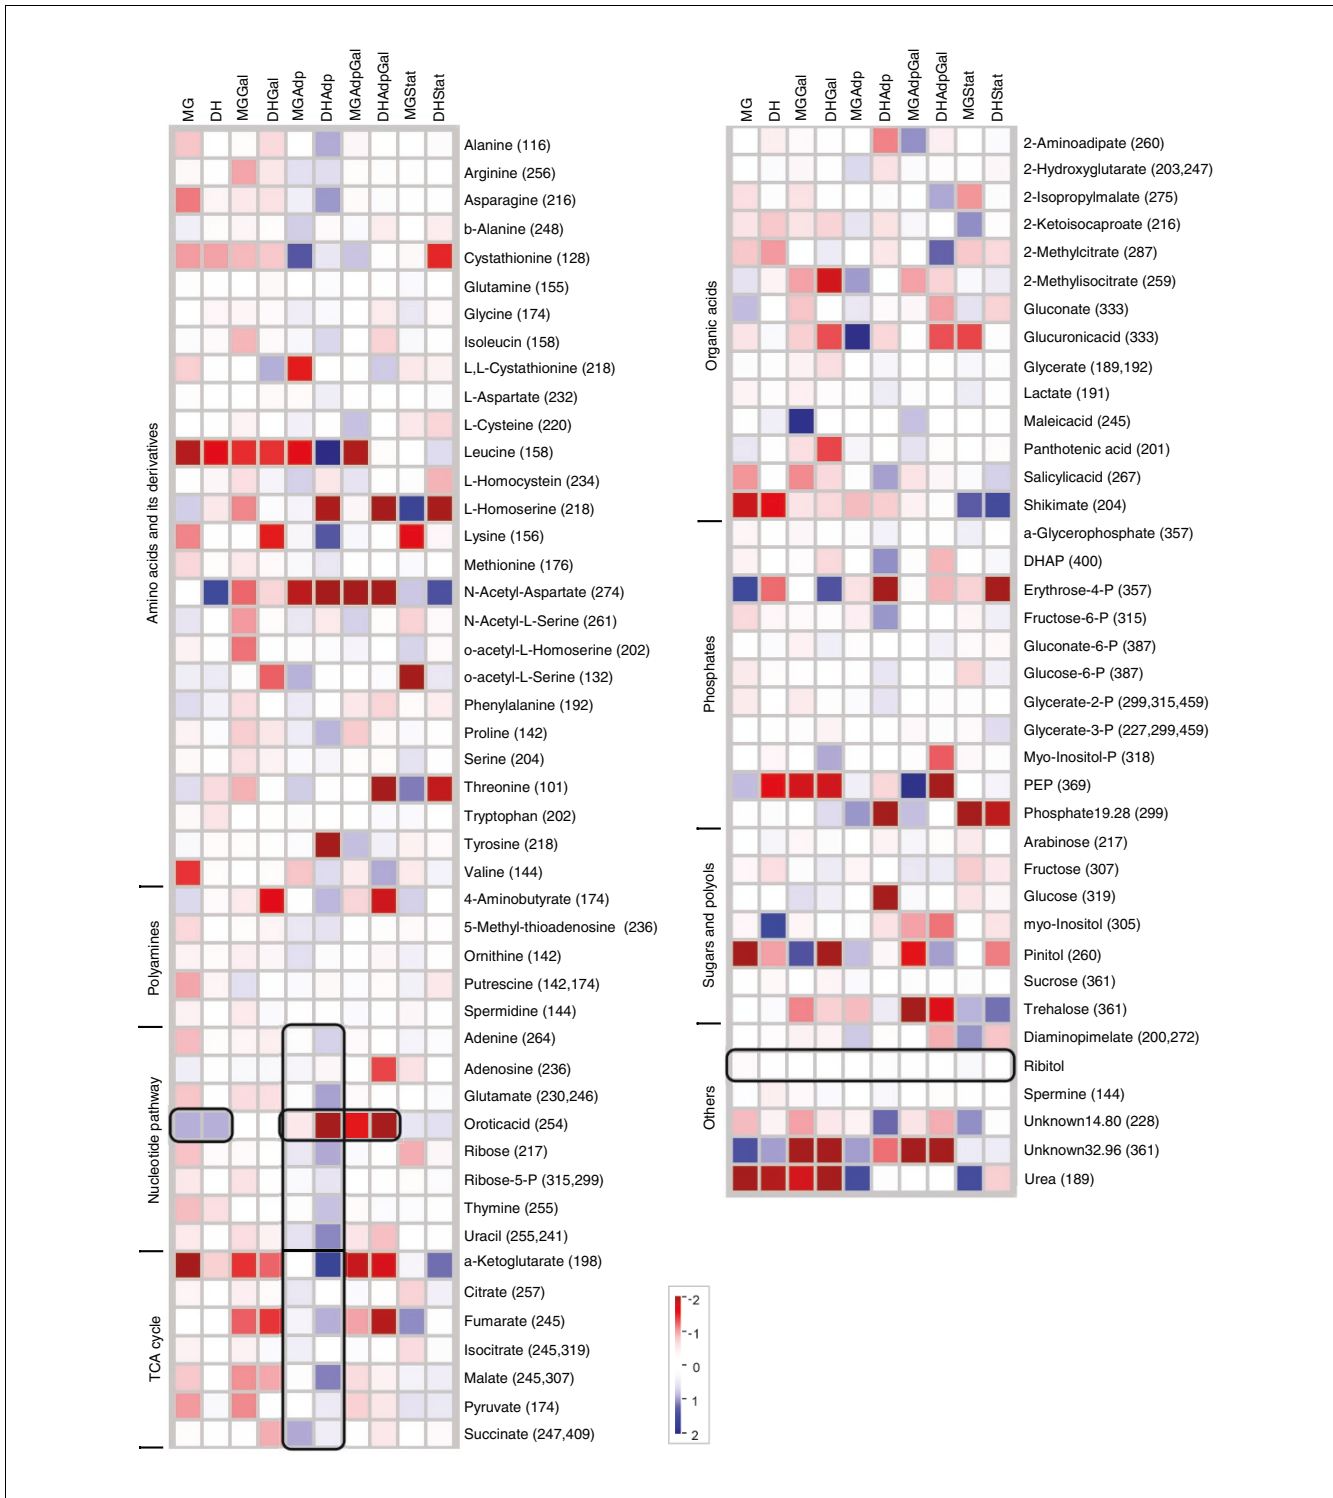 MG DH MGGal DHGal MGAdp DHAdp MGAdpGal DHAdpGal MGStat DHStat
Amino acids and its derivatives
Alanine (116)
Arginine (256)
Asparagine (216)
b-Alanine (248)
Cystathionine (128)
Glutamine (155)
Glycine (174)
Isoleucin (158)
L,L-Cystathionine (218)
L-Aspartate (232)
L-Cysteine (220)
Leucine (158)
L-Homocystein (234)
L-Homoserine (218)
Lysine (156)
Methionine (176)
N-Acetyl-Aspartate (274)
N-Acetyl-L-Serine (261)
o-acetyl-L-Homoserine (202)
o-acetyl-L-Serine (132)
Phenylalanine (192)
Proline (142)
Serine (204)
Threonine (101)
Tryptophan (202)
Tyrosine (218)
Valine (144)
Polyamines
4-Aminobutyrate (174)
5-Methyl-thioadenosine (236)
Ornithine (142)
Putrescine (142,174)
Spermidine (144)
Nucleotide pathway
Adenine (264)
Adenosine (236)
Glutamate (230,246)
Oroticacid (254)
Ribose (217)
Ribose-5-P (315,299)
Thymine (255)
Uracil (255,241)
TCA cycle
a-Ketoglutarate (198)
Citrate (257)
Fumarate (245)
Isocitrate (245,319)
Malate (245,307)
Pyruvate (174)
Succinate (247,409)
MG DH MGGal DHGal MGAdp DHAdp MGAdpGal DHAdpGal MGStat DHStat
Organic acids
2-Aminoadipate (260)
2-Hydroxyglutarate (203,247)
2-Isopropylmalate (275)
2-Ketoisocaproate (216)
2-Methylcitrate (287)
2-Methylisocitrate (259)
Gluconate (333)
Glucuronicacid (333)
Glycerate (189,192)
Lactate (191)
Maleicacid (245)
Panthotenic acid (201)
Salicylicacid (267)
Shikimate (204)
Phosphates
a-Glycerophosphate (357)
DHAP (400)
Erythrose-4-P (357)
Fructose-6-P (315)
Gluconate-6-P (387)
Glucose-6-P (387)
Glycerate-2-P (299,315,459)
Glycerate-3-P (227,299,459)
Myo-Inositol-P (318)
PEP (369)
Phosphate19.28 (299)
Sugars and polyols
Arabinose (217)
Fructose (307)
Glucose (319)
myo-Inositol (305)
Pinitol (260)
Sucrose (361)
Trehalose (361)
Others
Diaminopimelate (200,272)
Ribitol
Spermine (144)
Unknown14.80 (228)
Unknown32.96 (361)
Urea (189)
-2
-1
0
1
2